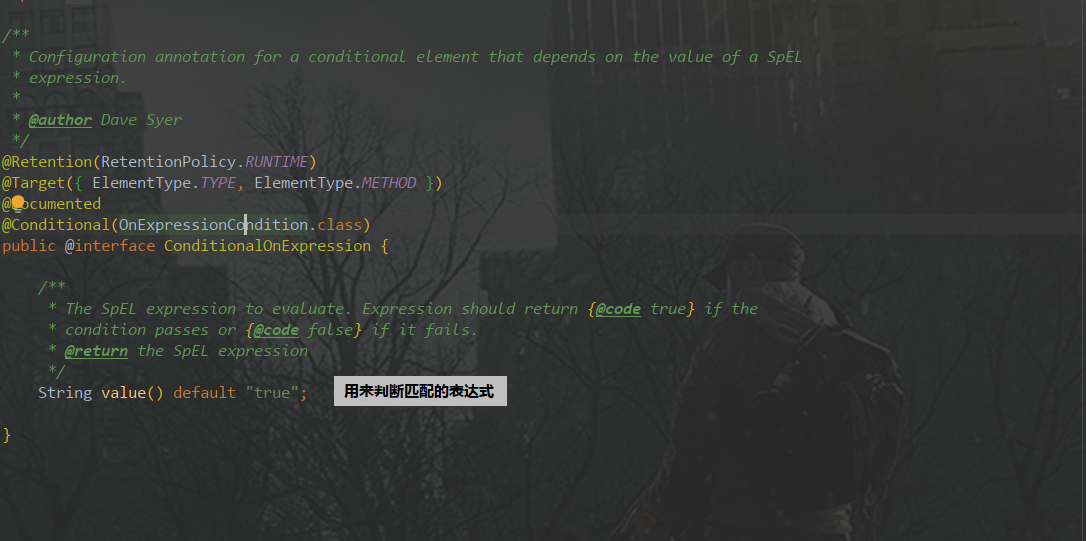 /**
 * Configuration annotation for a conditional element that depends on the value of a SpEL
 * expression.
 *
 * @author Dave Syer
 */
@Retention(RetentionPolicy.RUNTIME)
@Target({ ElementType.TYPE, ElementType.METHOD })
@Documented
@Conditional(OnExpressionCondition.class)
public @interface ConditionalOnExpression {
    /**
     * The SpEL expression to evaluate. Expression should return {@code true} if the
     * condition passes or {@code false} if it fails.
     * @return the SpEL expression
     */
    String value() default "true"; 用来判断匹配的表达式
}